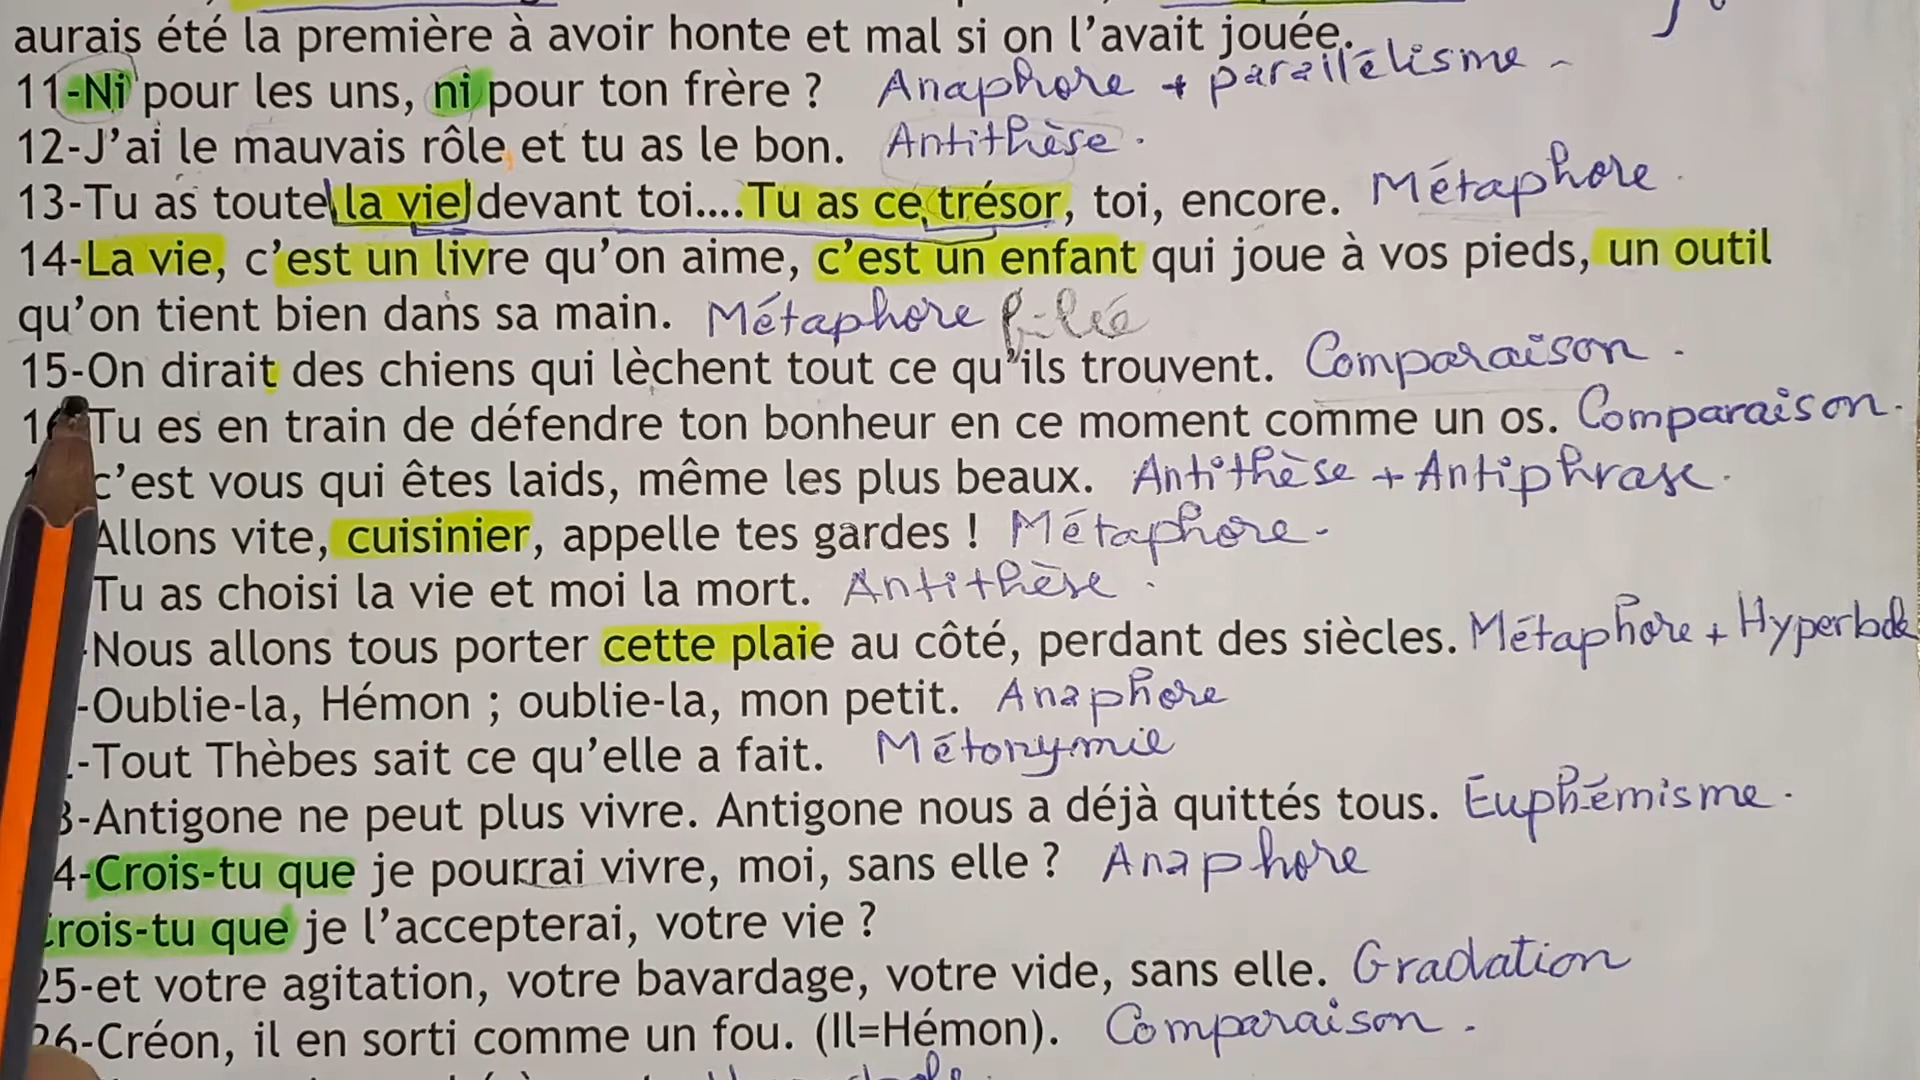 aurais été la première à avoir honte et mal si on l'avait jouée.
11-Ni pour les uns, ni pour ton frère ? Anaphore + parallélisme -
12-J'ai le mauvais rôle et tu as le bon. Antithèse.
13-Tu as toute la vie devant toi....Tu as ce trésor, toi, encore. Métaphore.
14-La vie, c'est un livre qu'on aime, c'est un enfant qui joue à vos pieds, un outil
qu'on tient bien dans sa main. Métaphore filée
15-On dirait des chiens qui lèchent tout ce qu'ils trouvent. Comparaison.
Tu es en train de défendre ton bonheur en ce moment comme un os. Comparaison.
c'est vous qui êtes laids, même les plus beaux. Antithèse + Antiphrase.
Allons vite, cuisinier, appelle tes gardes ! Métaphore.
Tu as choisi la vie et moi la mort. Antithèse.
-Nous allons tous porter cette plaie au côté, perdant des siècles. Métaphore + Hyperbole
-Oublie-la, Hémon ; oublie-la, mon petit. Anaphore
-Tout Thèbes sait ce qu'elle a fait. Métonymie
3-Antigone ne peut plus vivre. Antigone nous a déjà quittés tous. Euphémisme.
4-Crois-tu que je pourrai vivre, moi, sans elle ? Anaphore
Crois-tu que je l'accepterai, votre vie ?
25-et votre agitation, votre bavardage, votre vide, sans elle. Gradation
26-Créon, il en sorti comme un fou. (Il=Hémon). Comparaison.